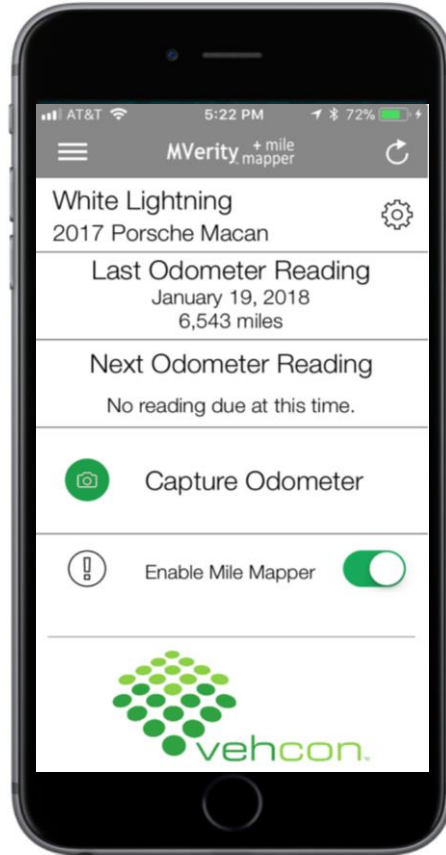 AT&T 5:22 PM 72%
MVerity + mile mapper
White Lightning
2017 Porsche Macan
Last Odometer Reading
January 19, 2018
6,543 miles
Next Odometer Reading
No reading due at this time.
Capture Odometer
Enable Mile Mapper
vehcon